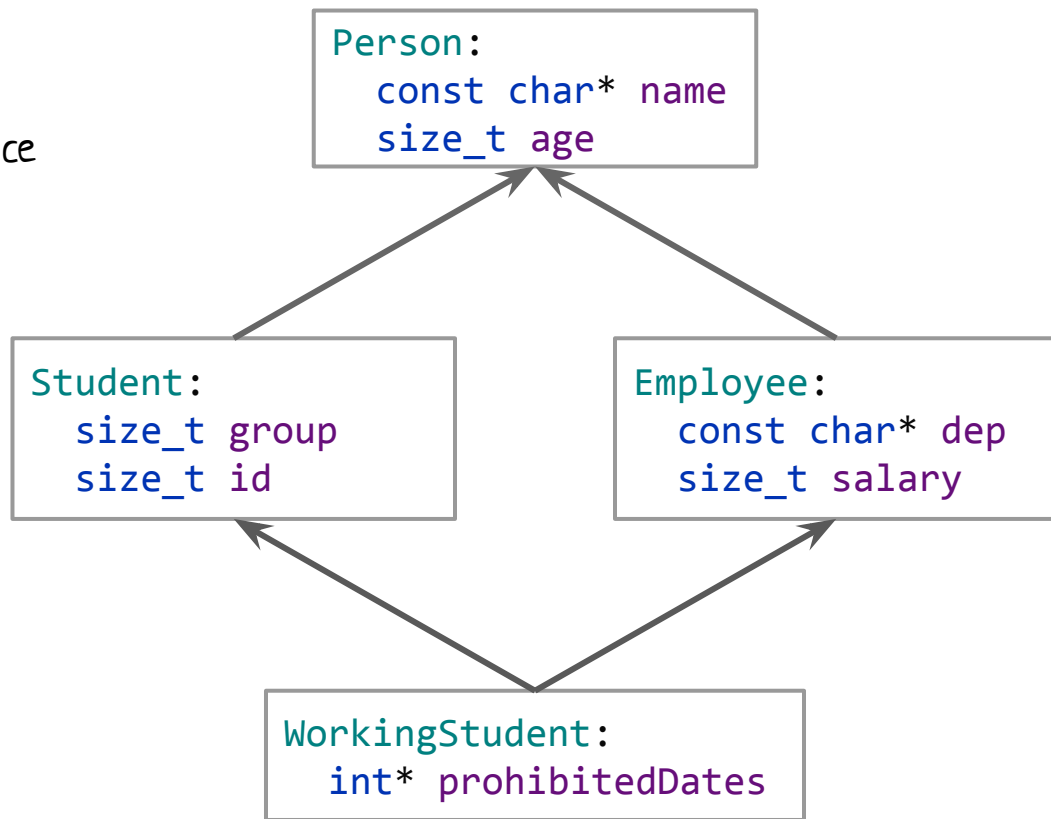 Person:
const char* name
size_t age
ce
Student:
size_t group
size_t id
Employee:
const char* dep
size_t salary
WorkingStudent:
int* prohibitedDates